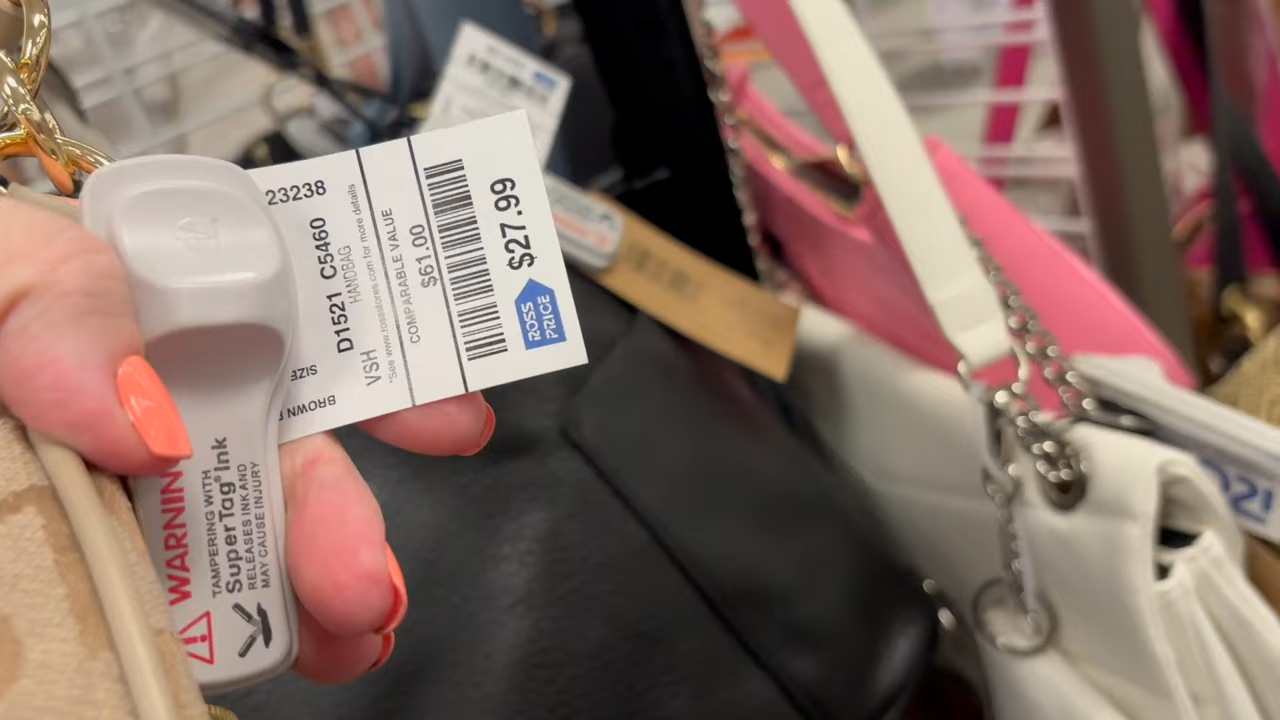 23238
D1521 C5460
HANDBAG
SIZE
BROWN
VSH
*See www.rossstores.com for more details
COMPARABLE VALUE
$61.00
$27.99
ROSS
PRICE
WARNIN
TAMPERING WITH
SuperTag® Ink
RELEASES INK AND
MAY CAUSE INJURY